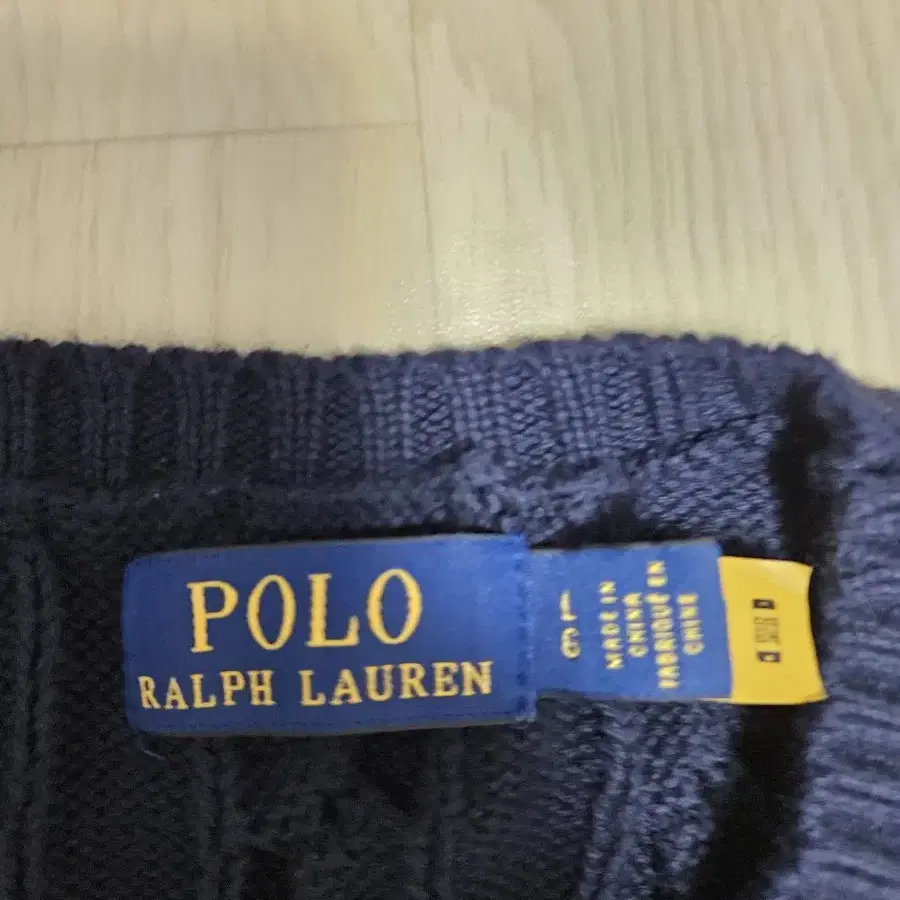 POLO
RALPH LAUREN
L
G
MADE IN
CHINA
FABRIQUÉ EN
CHINE